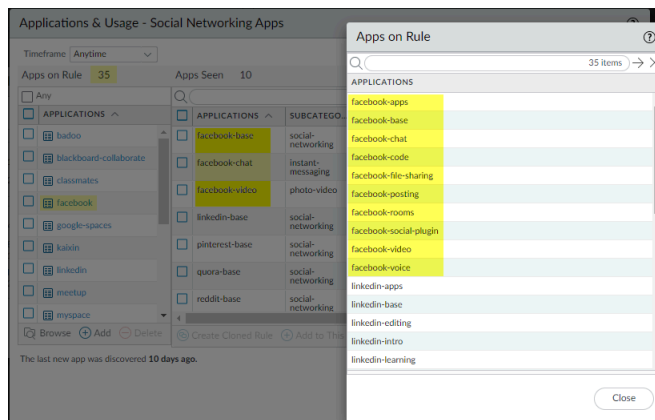 Applications & Usage - Social Networking Apps
Timeframe Anytime
Apps on Rule 35
Apps Seen 10
Any
APPLICATIONS
badoo
blackboard-collaborate
classmates
facebook
google-spaces
kaixin
linkedin
meetup
myspace
Browse Add Delete
APPLICATIONS SUBCATEGO...
facebook-base social-networking
facebook-chat instant-messaging
facebook-video photo-video
linkedin-base social-networking
pinterest-base social-networking
quora-base social-networking
reddit-base social-networking
Create Cloned Rule Add to This
The last new app was discovered 10 days ago.
Apps on Rule
35 items
APPLICATIONS
facebook-apps
facebook-base
facebook-chat
facebook-code
facebook-file-sharing
facebook-posting
facebook-rooms
facebook-social-plugin
facebook-video
facebook-voice
linkedin-apps
linkedin-base
linkedin-editing
linkedin-intro
linkedin-learning
Close